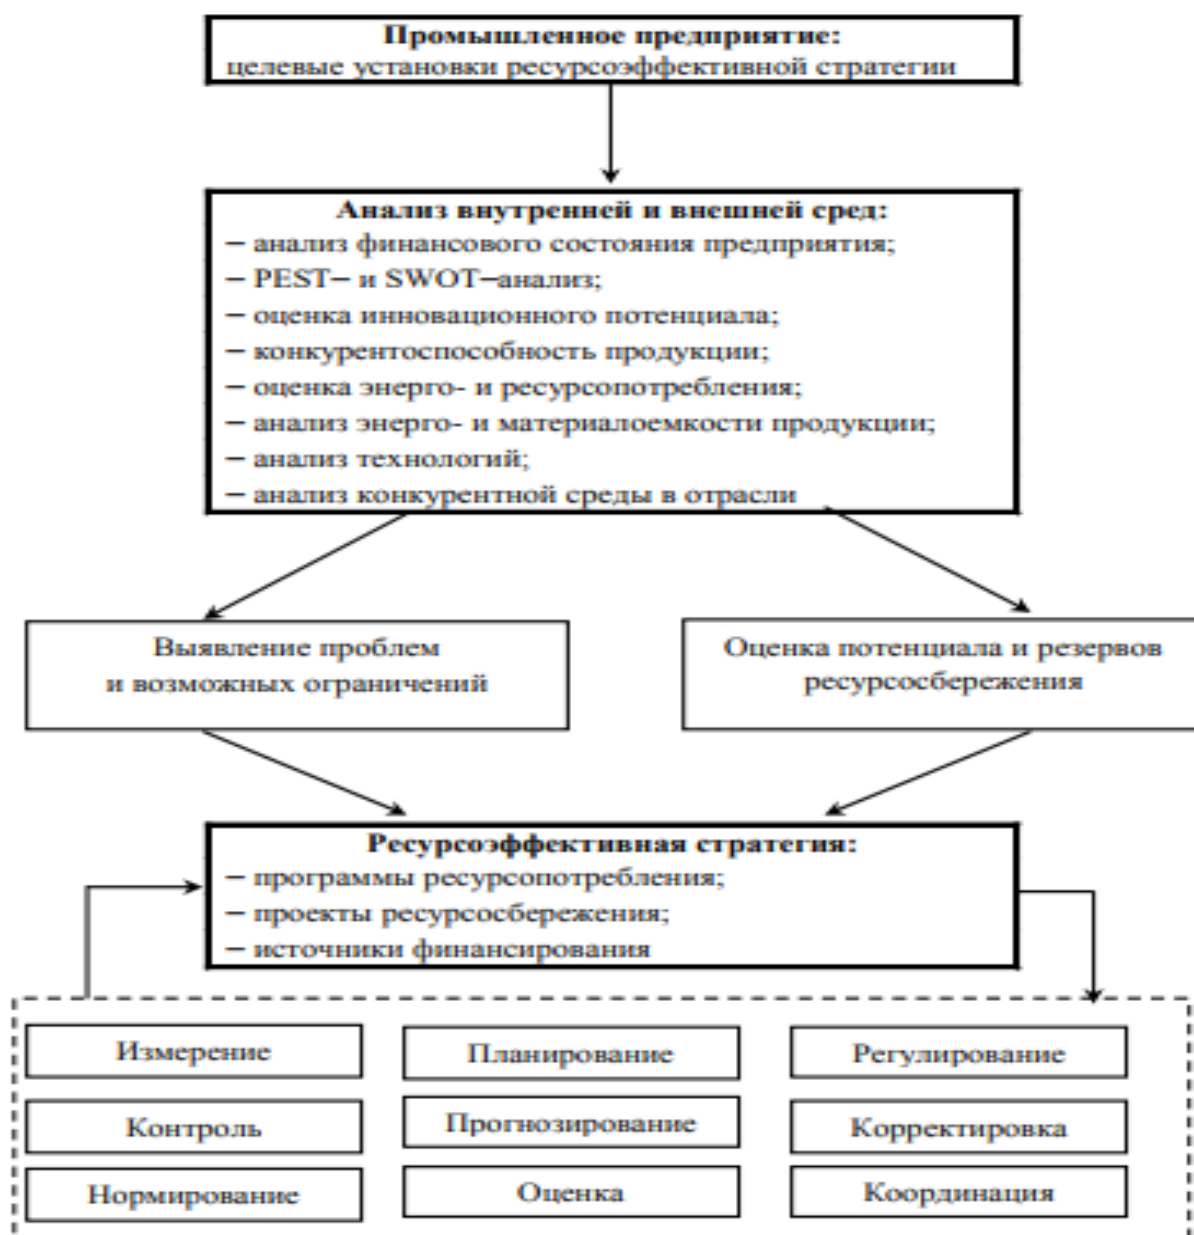 Промышленное предприятие:
целевые установки ресурсоэффективной стратегии
Анализ внутренней и внешней сред:
– анализ финансового состояния предприятия;
– PEST– и SWOT–анализ;
– оценка инновационного потенциала;
– конкурентоспособность продукции;
– оценка энерго- и ресурсопотребления;
– анализ энерго- и материалоемкости продукции;
– анализ технологий;
– анализ конкурентной среды в отрасли
Выявление проблем
и возможных ограничений
Оценка потенциала и резервов
ресурсосбережения
Ресурсоэффективная стратегия:
– программы ресурсопотребления;
– проекты ресурсосбережения;
– источники финансирования
Измерение
Планирование
Регулирование
Контроль
Прогнозирование
Корректировка
Нормирование
Оценка
Координация